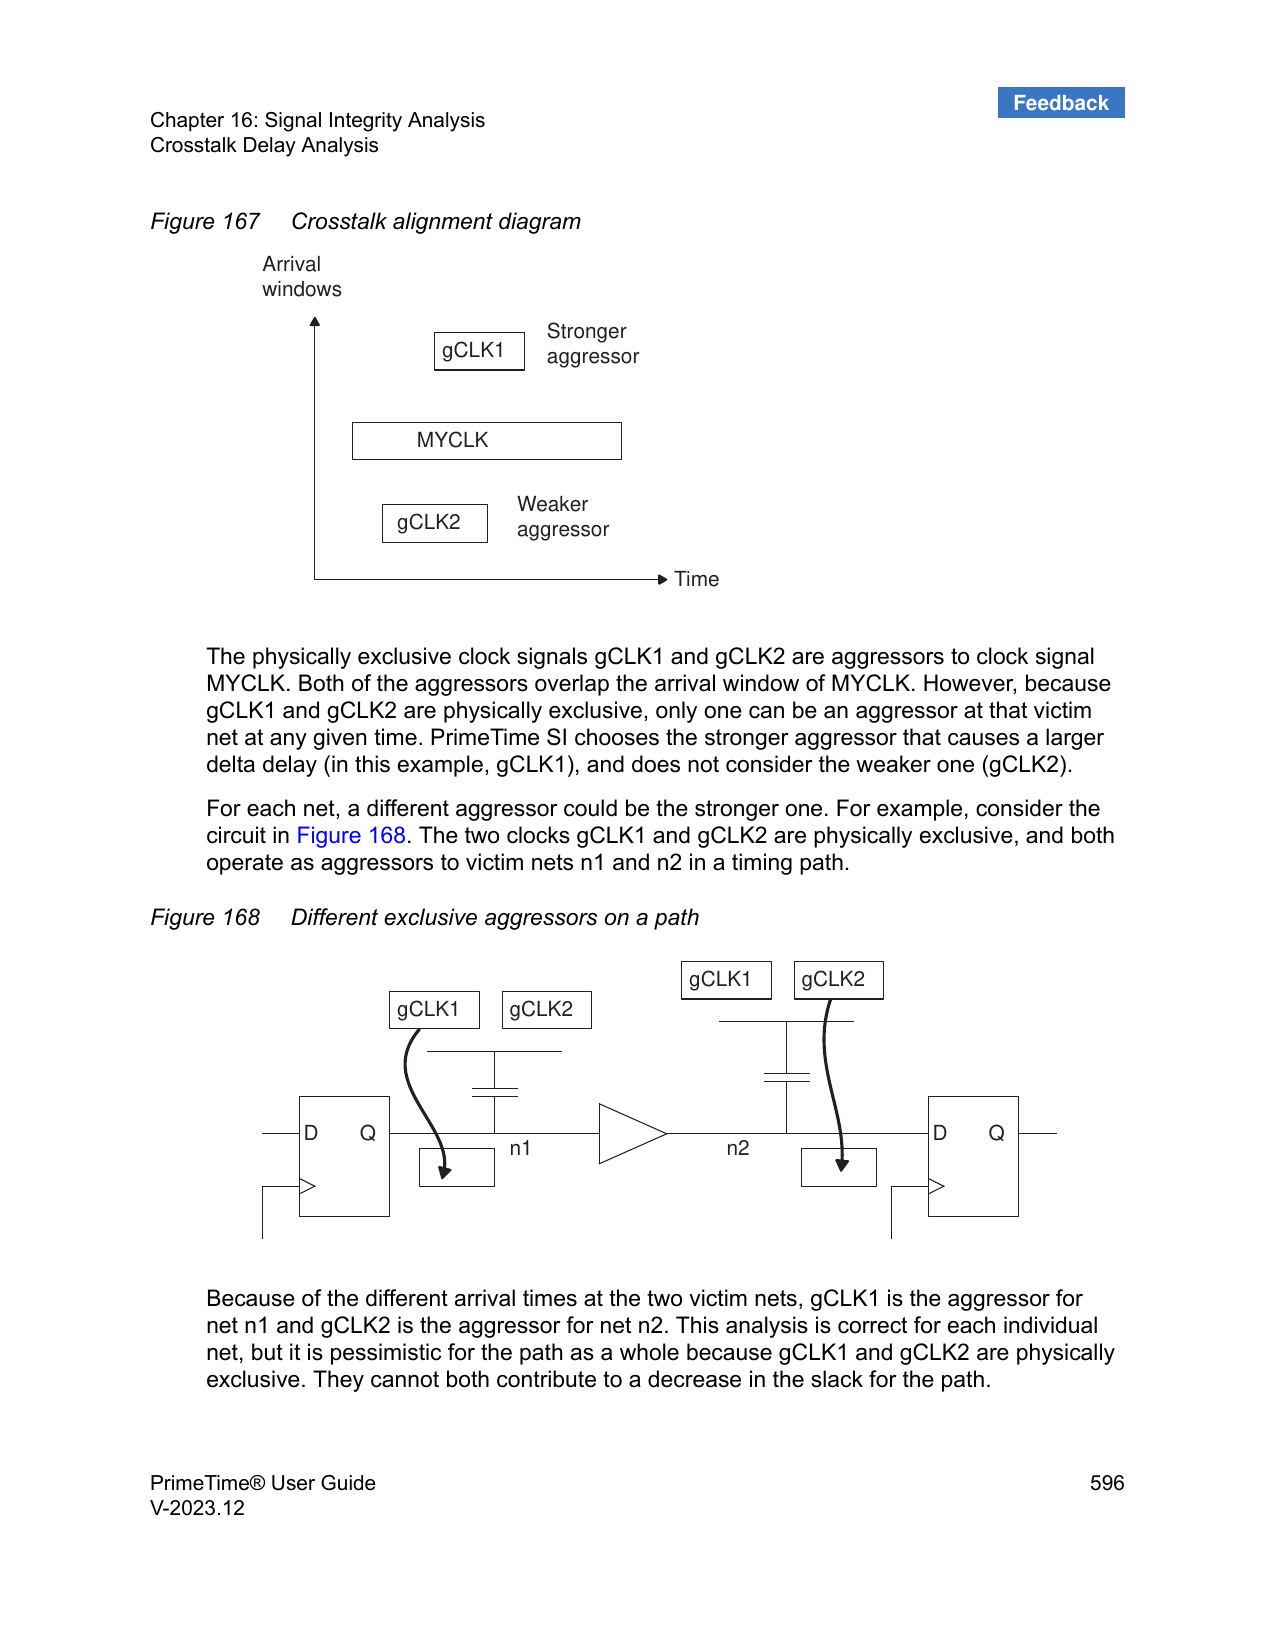 Feedback
Chapter 16: Signal Integrity Analysis
Crosstalk Delay Analysis
Figure 167 Crosstalk alignment diagram
Arrival
windows
gCLK1
Stronger
aggressor
MYCLK
gCLK2
Weaker
aggressor
Time
The physically exclusive clock signals gCLK1 and gCLK2 are aggressors to clock signal
MYCLK. Both of the aggressors overlap the arrival window of MYCLK. However, because
gCLK1 and gCLK2 are physically exclusive, only one can be an aggressor at that victim
net at any given time. PrimeTime SI chooses the stronger aggressor that causes a larger
delta delay (in this example, gCLK1), and does not consider the weaker one (gCLK2).
For each net, a different aggressor could be the stronger one. For example, consider the
circuit in Figure 168. The two clocks gCLK1 and gCLK2 are physically exclusive, and both
operate as aggressors to victim nets n1 and n2 in a timing path.
Figure 168 Different exclusive aggressors on a path
gCLK1 gCLK2
gCLK1 gCLK2
D Q n1 n2 D Q
Because of the different arrival times at the two victim nets, gCLK1 is the aggressor for
net n1 and gCLK2 is the aggressor for net n2. This analysis is correct for each individual
net, but it is pessimistic for the path as a whole because gCLK1 and gCLK2 are physically
exclusive. They cannot both contribute to a decrease in the slack for the path.
PrimeTime® User Guide 596
V-2023.12